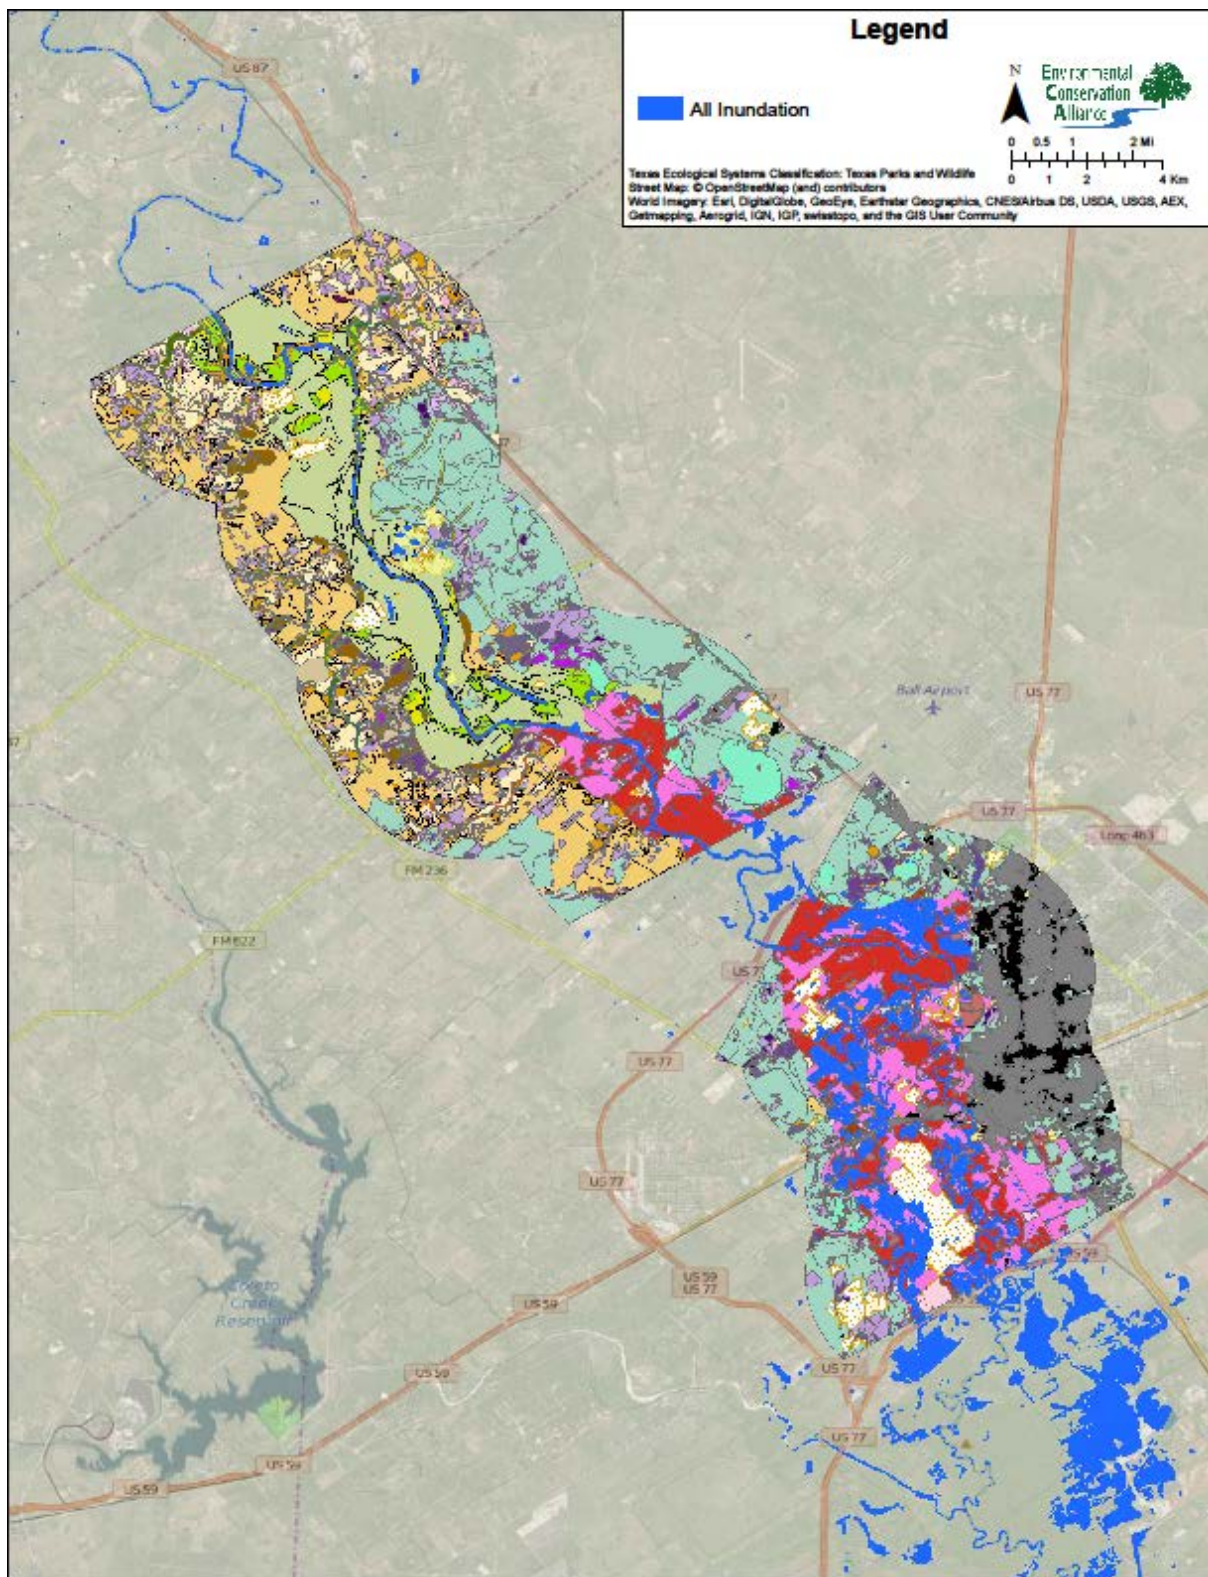 Legend
N
Environmental
Conservation
Alliance
All Inundation
0 0.5 1 2 Mi
0 1 2 4 Km
Texas Ecological Systems Classification: Texas Parks and Wildlife
Street Map: © OpenStreetMap (and) contributors
World Imagery: Esri, DigitalGlobe, GeoEye, Earthstar Geographics, CNES/Airbus DS, USDA, USGS, AEX,
Getmapping, Aerogrid, IGN, IGP, swisstopo, and the GIS User Community
US 87
Ball Airport
US 77
US 77
Loop 463
FM 236
FM 622
US 77
US 77
US 59
US 59
US 77
US 59
Coleto
Creek
Reservoir
US 77
US 59
US 77
US 59
US 59